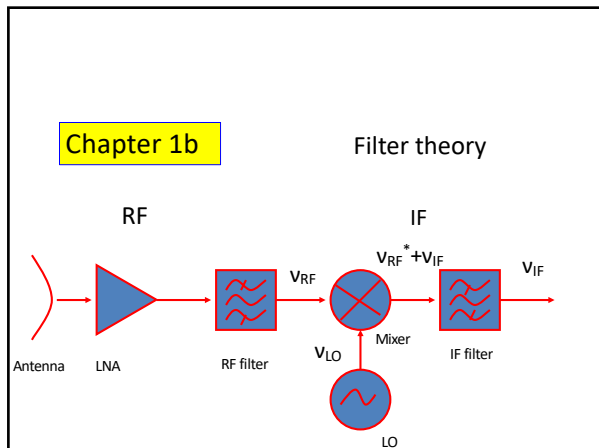 Chapter 1b
Filter theory
RF
IF
νRF
νRF*+νIF
νIF
Antenna
LNA
RF filter
νLO
Mixer
IF filter
LO